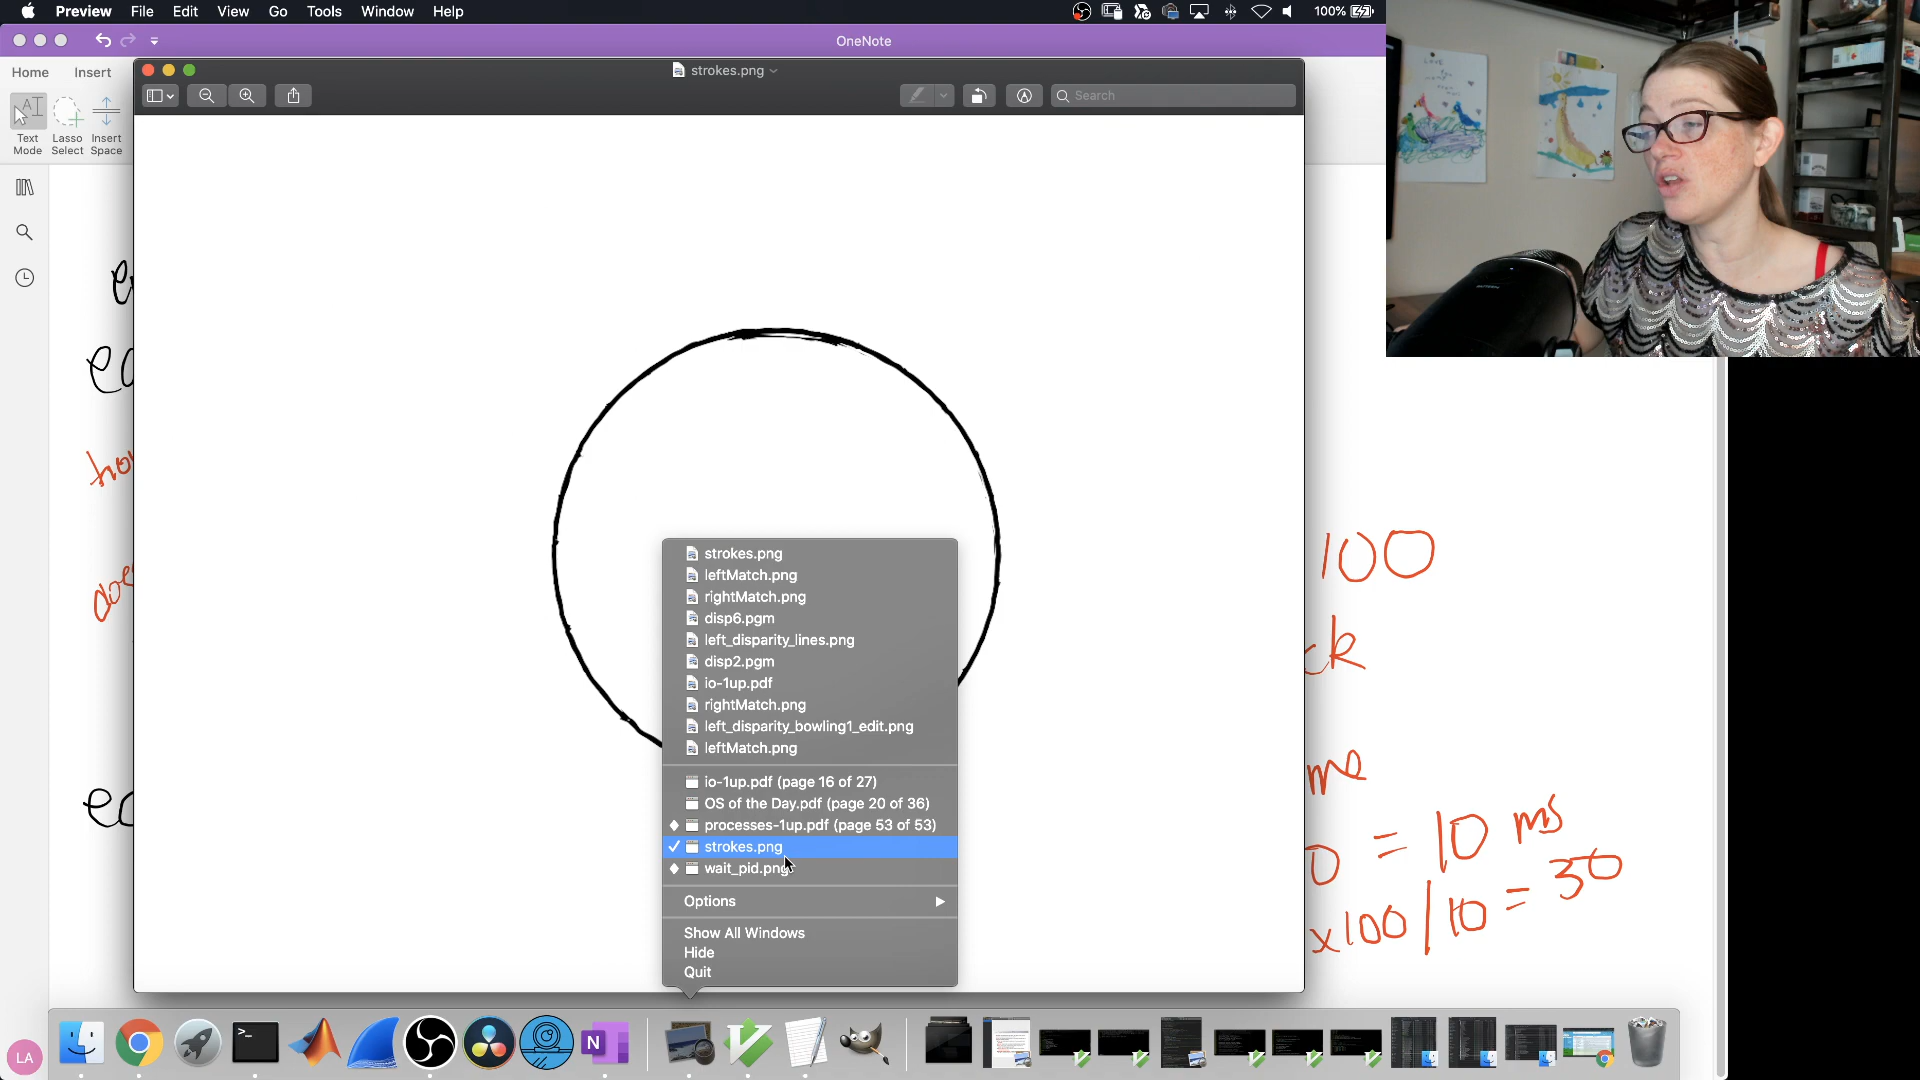 Preview File Edit View Go Tools Window Help 100%
OneNote
Home Insert
strokes.png
Search
Text Mode
Lasso Select
Insert Space
100
ck
me
0 = 10 ms
x100/10 = 30
strokes.png
leftMatch.png
rightMatch.png
disp6.pgm
left_disparity_lines.png
disp2.pgm
io-1up.pdf
rightMatch.png
left_disparity_bowling1_edit.png
leftMatch.png
io-1up.pdf (page 16 of 27)
OS of the Day.pdf (page 20 of 36)
processes-1up.pdf (page 53 of 53)
strokes.png
wait_pid.png
Options
Show All Windows
Hide
Quit
LA
>_
N